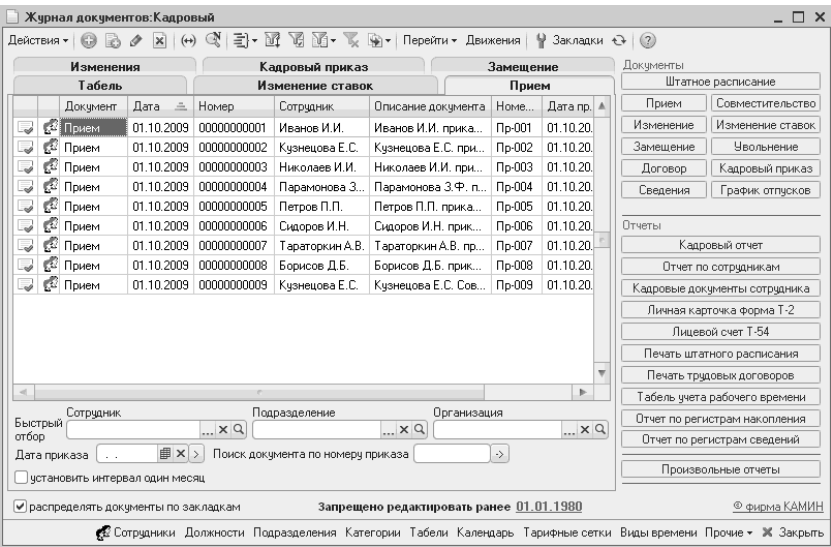 Журнал документов:Кадровый
Действия Перейти Движения Закладки
Изменения Кадровый приказ Замещение
Табель Изменение ставок Прием
Документ Дата Номер Сотрудник Описание документа Номе... Дата пр.
Прием 01.10.2009 00000000001 Иванов И.И. Иванов И.И. прика... Пр-001 01.10.20.
Прием 01.10.2009 00000000002 Кузнецова Е.С. Кузнецова Е.С. при... Пр-002 01.10.20.
Прием 01.10.2009 00000000003 Николаев И.И. Николаев И.И. при... Пр-003 01.10.20.
Прием 01.10.2009 00000000004 Парамонова З... Парамонова З.Ф. п... Пр-004 01.10.20.
Прием 01.10.2009 00000000005 Петров П.П. Петров П.П. прика... Пр-005 01.10.20.
Прием 01.10.2009 00000000006 Сидоров И.Н. Сидоров И.Н. прик... Пр-006 01.10.20.
Прием 01.10.2009 00000000007 Тараторкин А.В. Тараторкин А.В. пр... Пр-007 01.10.20.
Прием 01.10.2009 00000000008 Борисов Д.Б. Борисов Д.Б. прик... Пр-008 01.10.20.
Прием 01.10.2009 00000000009 Кузнецова Е.С. Кузнецова Е.С. Сов... Пр-009 01.10.20.
Быстрый отбор
Сотрудник Подразделение Организация
Дата приказа . . Поиск документа по номеру приказа
установить интервал один месяц
распределять документы по закладкам Запрещено редактировать ранее 01.01.1980
Документы
Штатное расписание
Прием Совместительство
Изменение Изменение ставок
Замещение Увольнение
Договор Кадровый приказ
Сведения График отпусков
Отчеты
Кадровый отчет
Отчет по сотрудникам
Кадровые документы сотрудника
Личная карточка форма Т-2
Лицевой счет Т-54
Печать штатного расписания
Печать трудовых договоров
Табель учета рабочего времени
Отчет по регистрам накопления
Отчет по регистрам сведений
Произвольные отчеты
© фирма КАМИН
Сотрудники Должности Подразделения Категории Табели Календарь Тарифные сетки Виды времени Прочие Закрыть